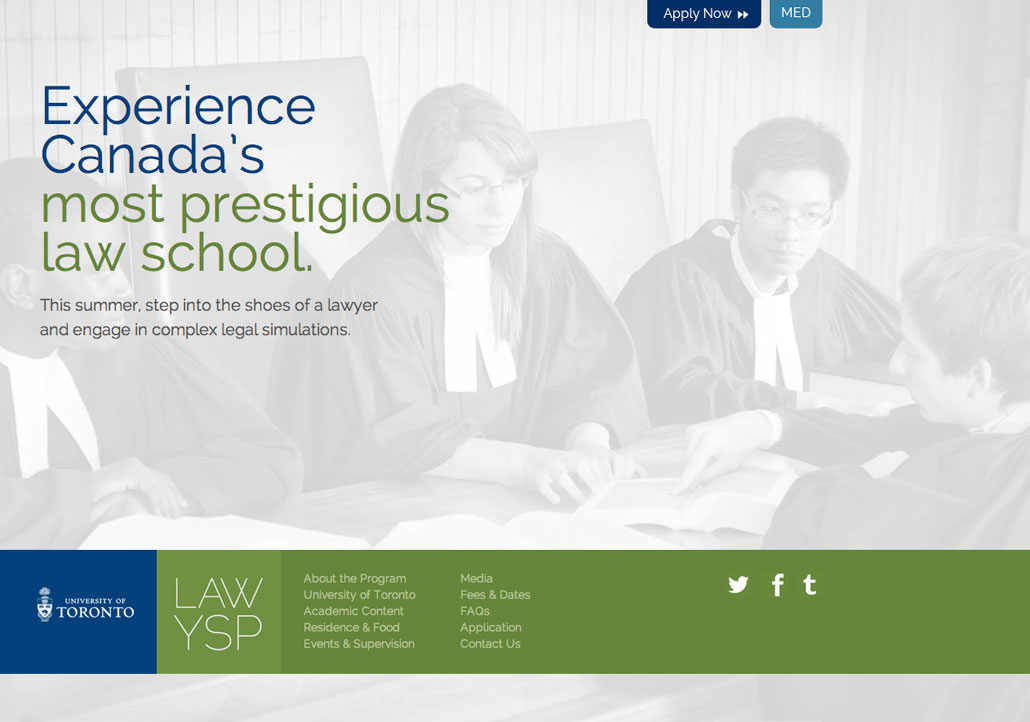 Apply Now
MED
Experience
Canada's
most prestigious
law school.
This summer, step into the shoes of a lawyer
and engage in complex legal simulations.
UNIVERSITY OF
TORONTO
LAW
YSP
About the Program
University of Toronto
Academic Content
Residence & Food
Events & Supervision
Media
Fees & Dates
FAQs
Application
Contact Us